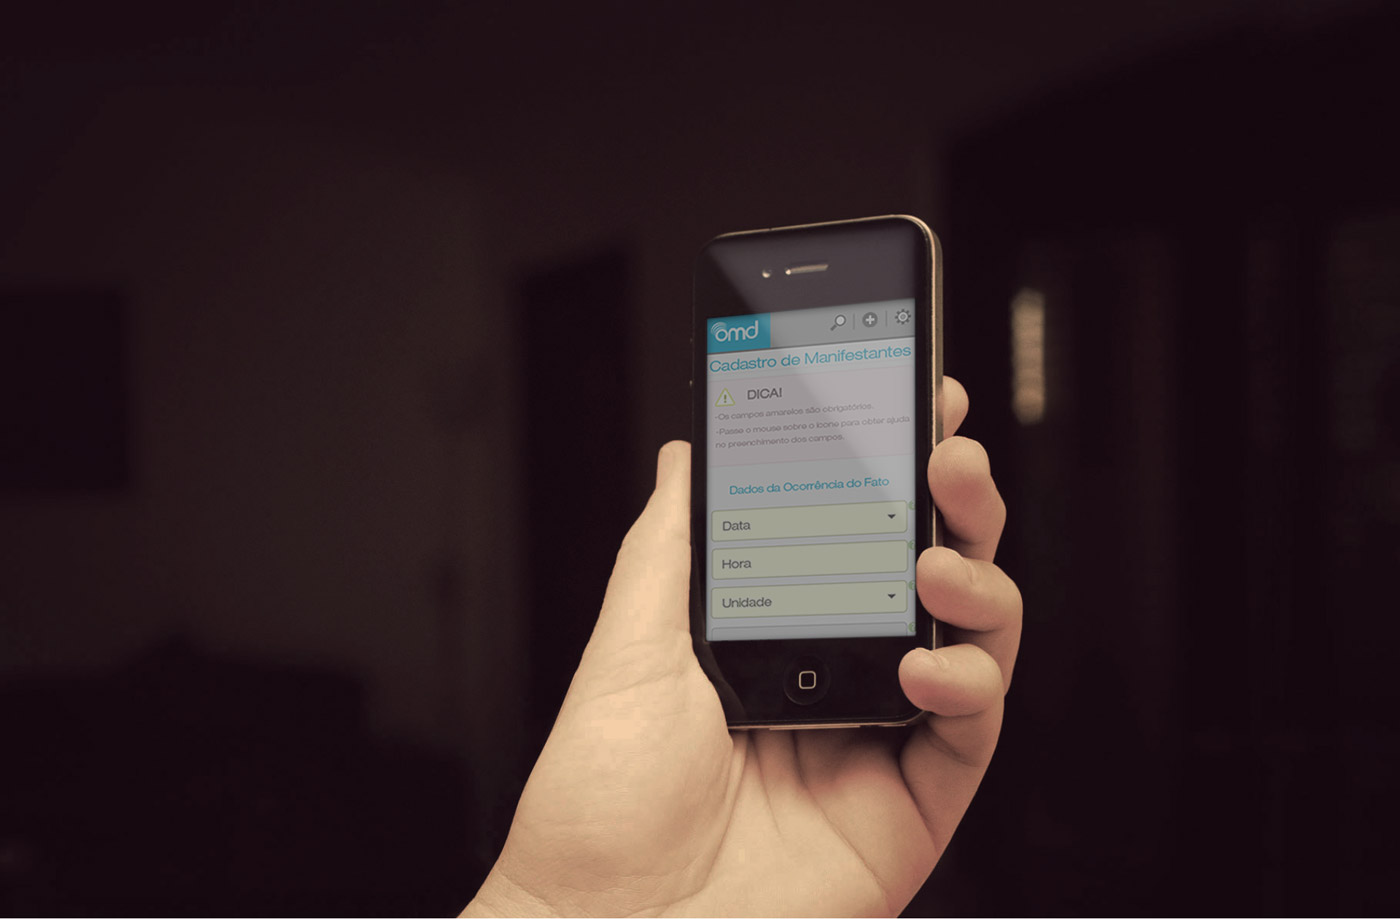 omd
Cadastro de Manifestantes
DICA!
-Os campos amarelos são obrigatórios.
-Passe o mouse sobre o ícone para obter ajuda
no preenchimento dos campos.
Dados da Ocorrência do Fato
Data
Hora
Unidade